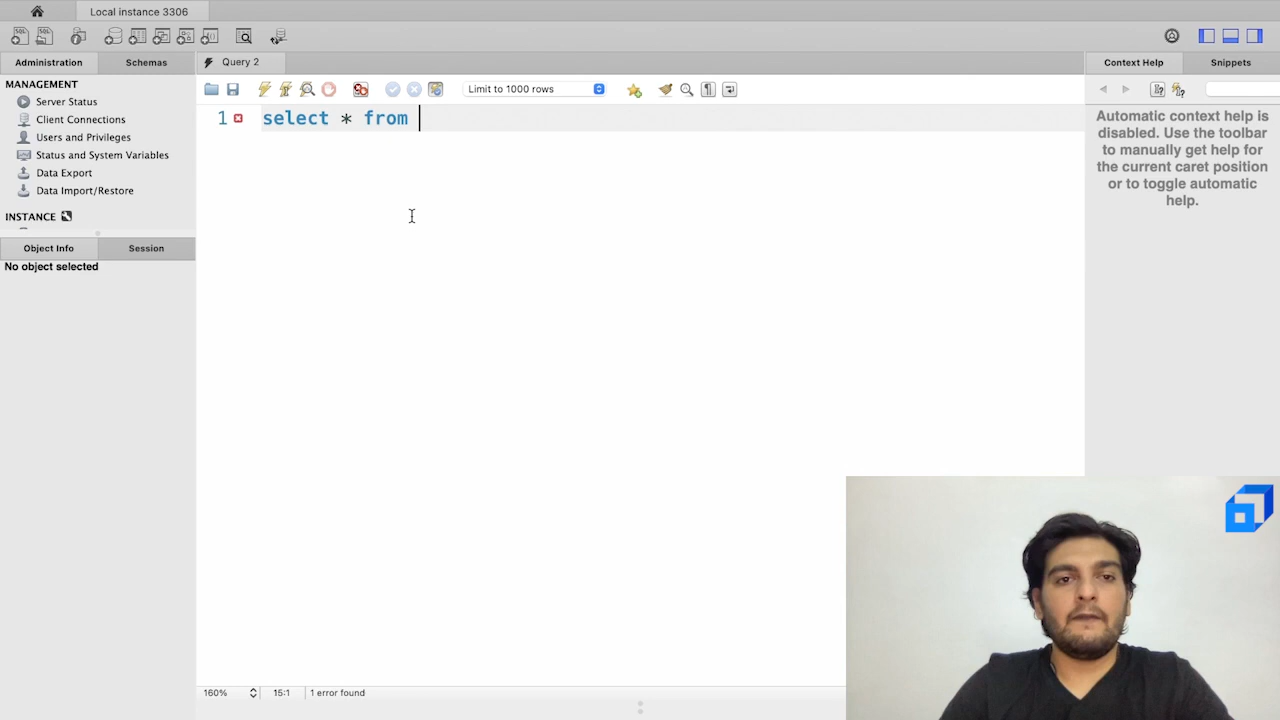 Local instance 3306
Administration
Schemas
Query 2
Context Help
Snippets
MANAGEMENT
Server Status
Client Connections
Users and Privileges
Status and System Variables
Data Export
Data Import/Restore
INSTANCE
Object Info
Session
No object selected
Limit to 1000 rows
1
select * from
Automatic context help is
disabled. Use the toolbar
to manually get help for
the current caret position
or to toggle automatic
help.
160%
15:1
1 error found